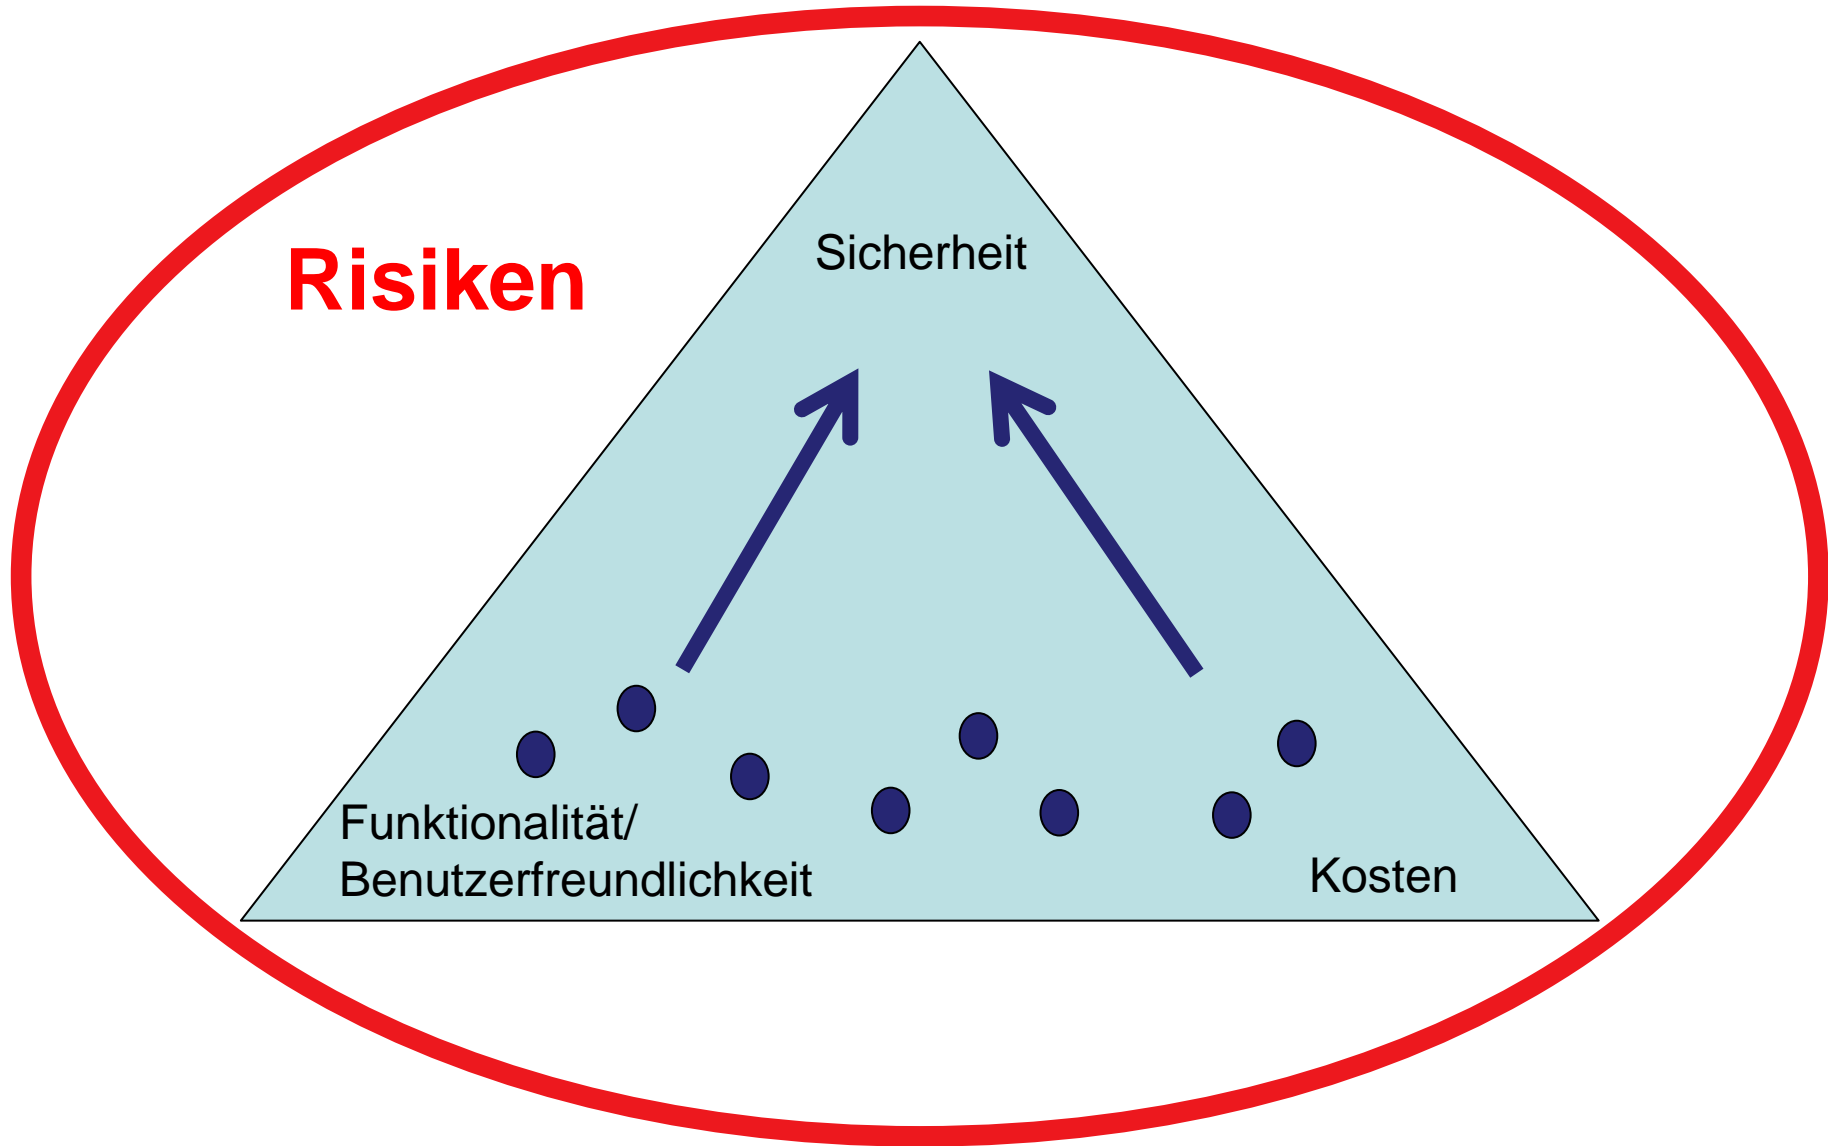 Sicherheit
Risiken
Funktionalität/
Benutzerfreundlichkeit
Kosten